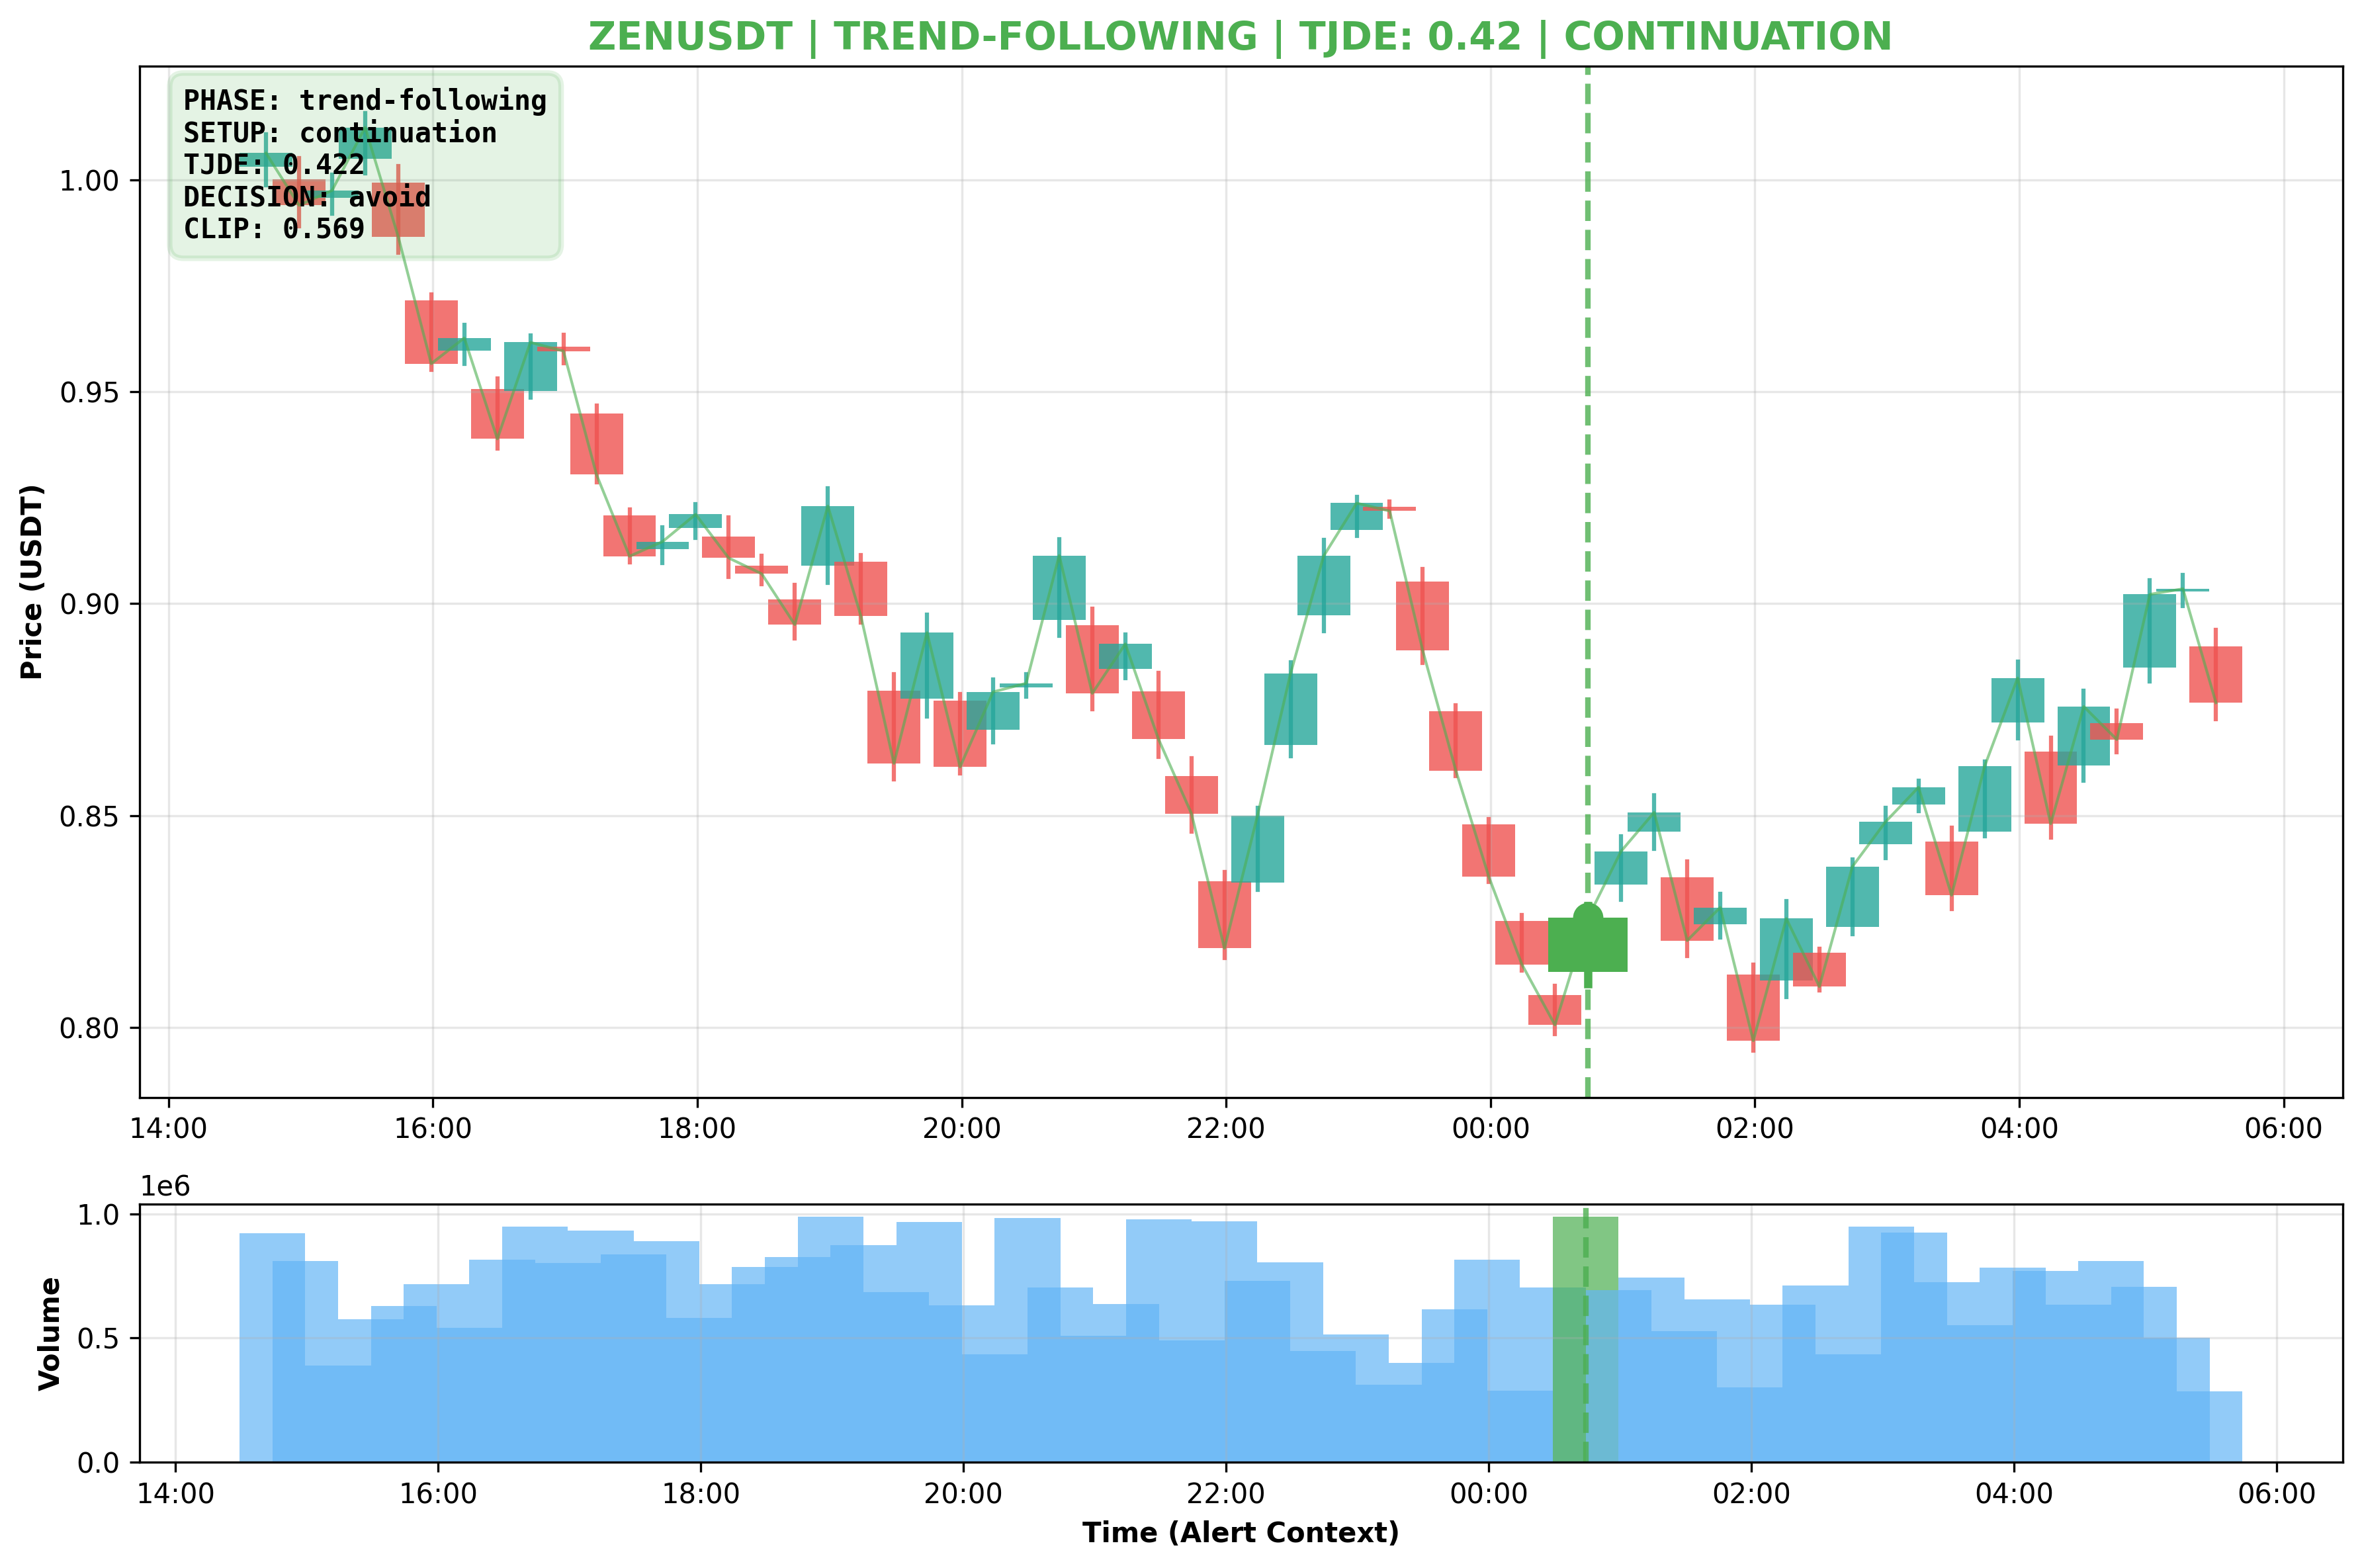 ZENUSDT | TREND-FOLLOWING | TJDE: 0.42 | CONTINUATION
PHASE: trend-following
SETUP: continuation
TJDE: 0.422
DECISION: avoid
CLIP: 0.569
Price (USDT)
1.00
0.95
0.90
0.85
0.80
14:00 16:00 18:00 20:00 22:00 00:00 02:00 04:00 06:00
1e6
Volume
1.0
0.5
0.0
14:00 16:00 18:00 20:00 22:00 00:00 02:00 04:00 06:00
Time (Alert Context)